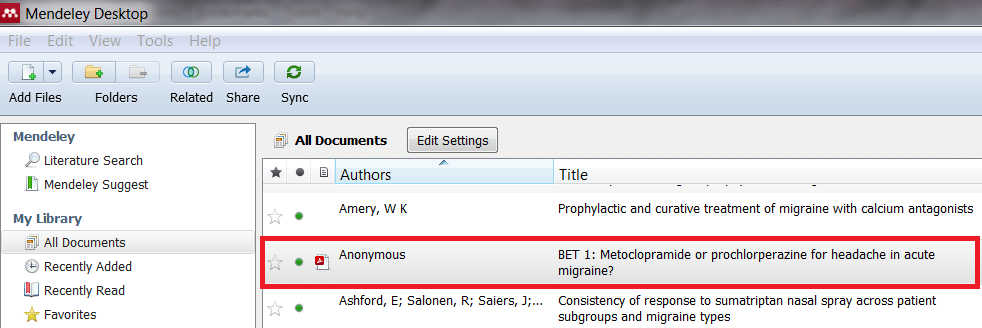 Mendeley Desktop
File Edit View Tools Help
Add Files Folders Related Share Sync
Mendeley
Literature Search
Mendeley Suggest
My Library
All Documents
Recently Added
Recently Read
Favorites
All Documents Edit Settings
Authors Title
Amery, W K Prophylactic and curative treatment of migraine with calcium antagonists
Anonymous BET 1: Metoclopramide or prochlorperazine for headache in acute
migraine?
Ashford, E; Salonen, R; Saiers, J;... Consistency of response to sumatriptan nasal spray across patient
subgroups and migraine types